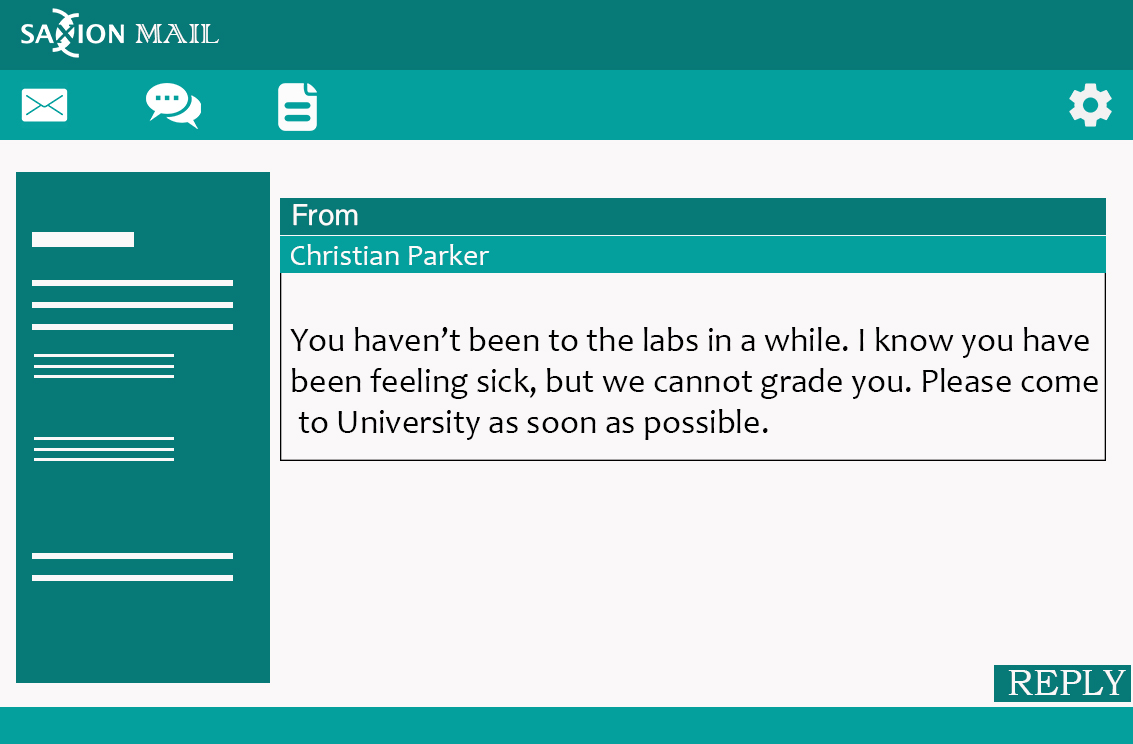 SAXION MAIL
From
Christian Parker
You haven’t been to the labs in a while. I know you have
been feeling sick, but we cannot grade you. Please come
to University as soon as possible.
REPLY